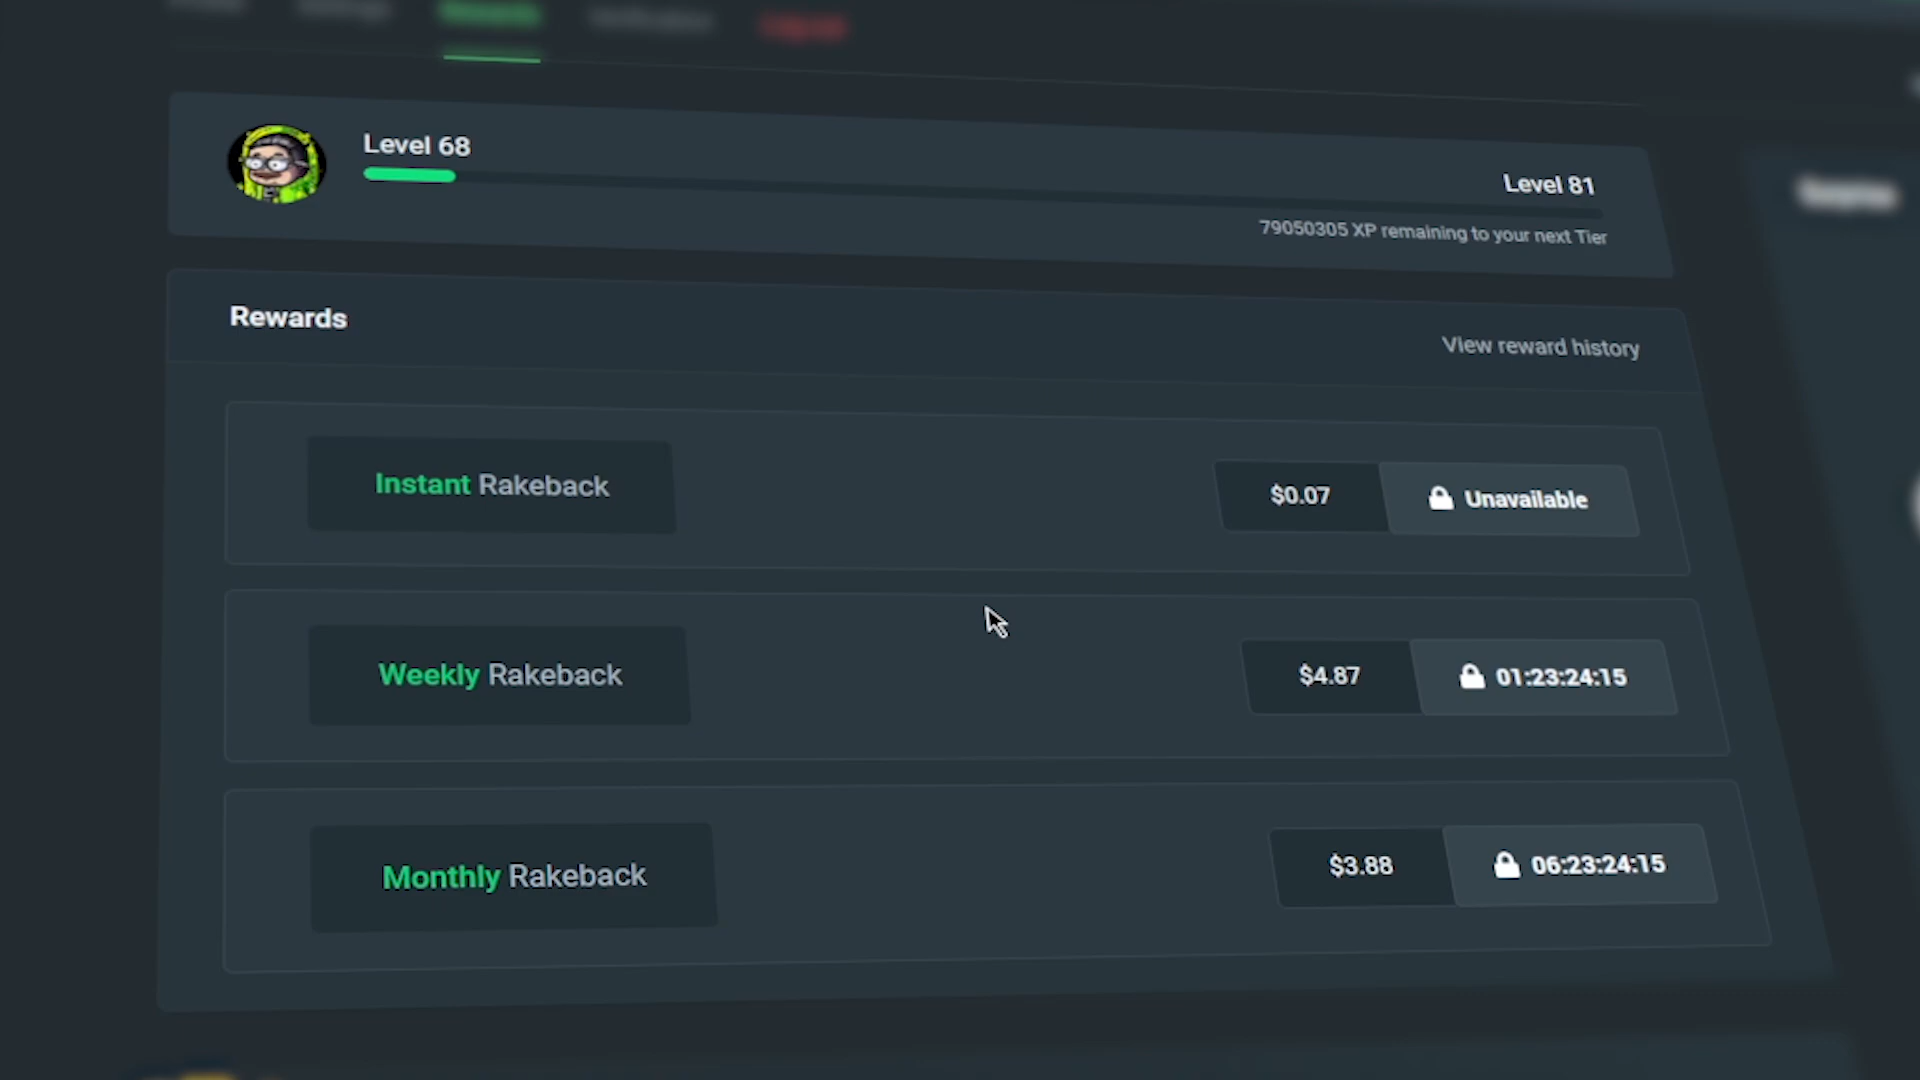 Rewards
Level 68
Level 81
79050305 XP remaining to your next Tier
Rewards
View reward history
Instant Rakeback
$0.07
Unavailable
Weekly Rakeback
$4.87
01:23:24:15
Monthly Rakeback
$3.88
06:23:24:15